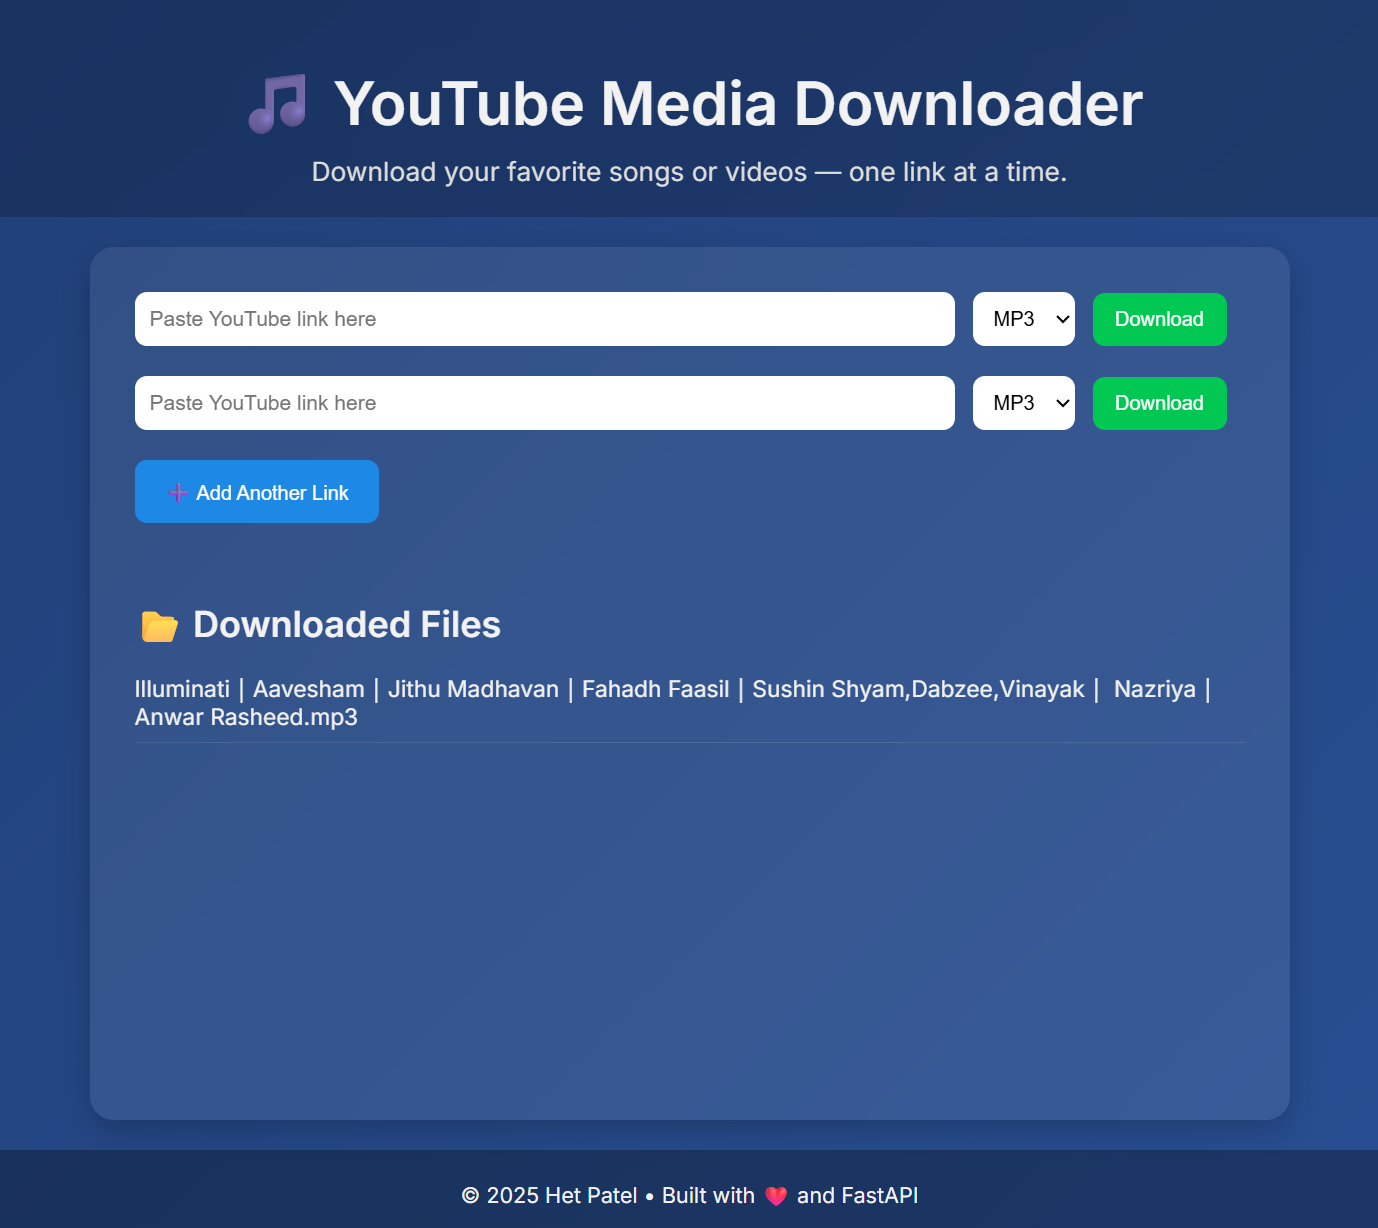 🎵 YouTube Media Downloader
Download your favorite songs or videos — one link at a time.
Paste YouTube link here MP3 Download
Paste YouTube link here MP3 Download
➕ Add Another Link
📂 Downloaded Files
Illuminati | Aavesham | Jithu Madhavan | Fahadh Faasil | Sushin Shyam,Dabzee,Vinayak | Nazriya |
Anwar Rasheed.mp3
© 2025 Het Patel • Built with ❤️ and FastAPI